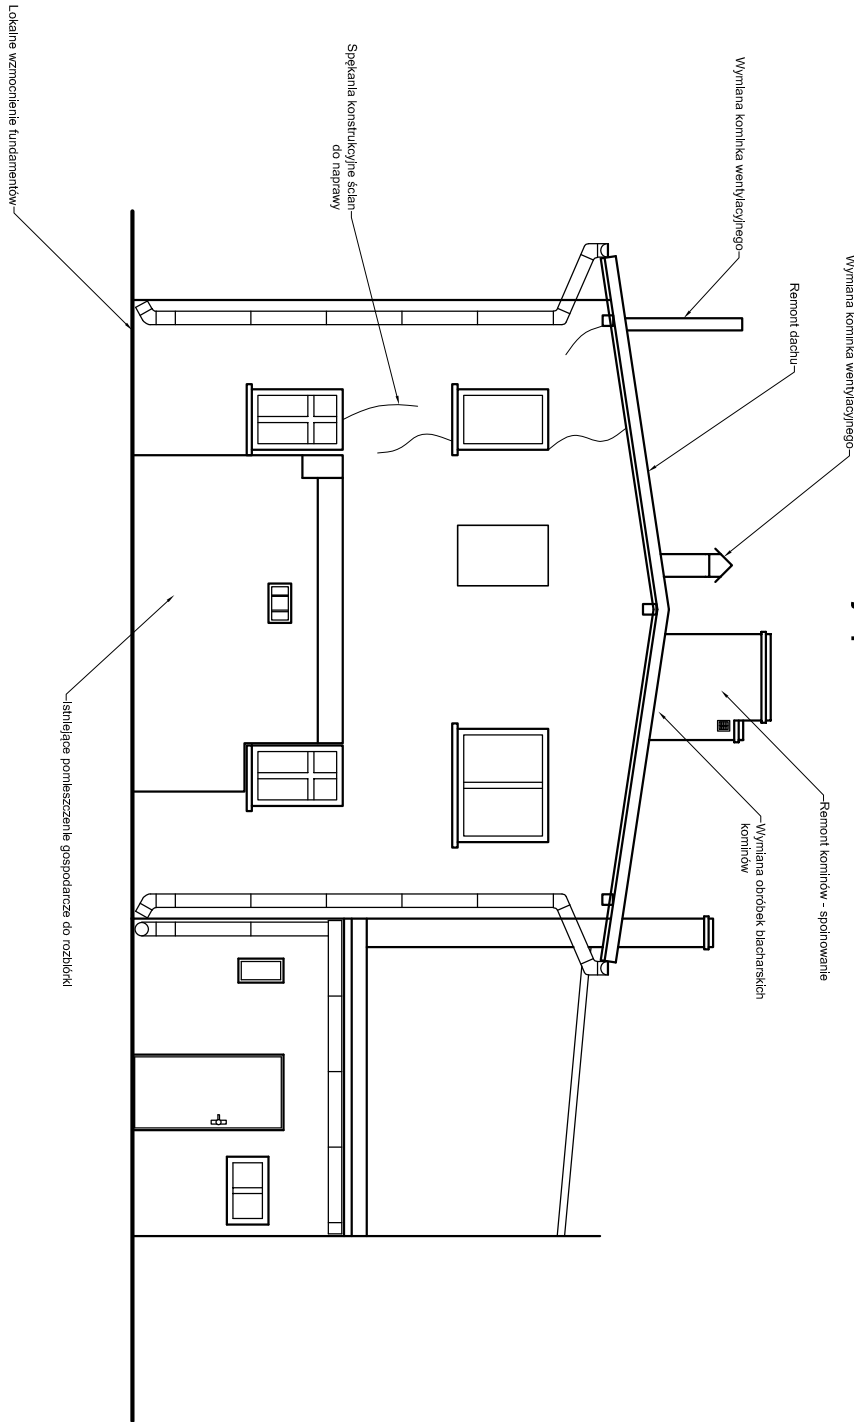 Wymiana kominka wentylacyjnego
Wymiana kominka wentylacyjnego
Remont dachu
Remont kominów - spoinowanie
Wymiana obróbek blacharskich
kominów
Spękania konstrukcyjne ścian
do naprawy
Istniejące pomieszczenie gospodarcze do rozbiórki
Lokalne wzmocnienie fundamentów